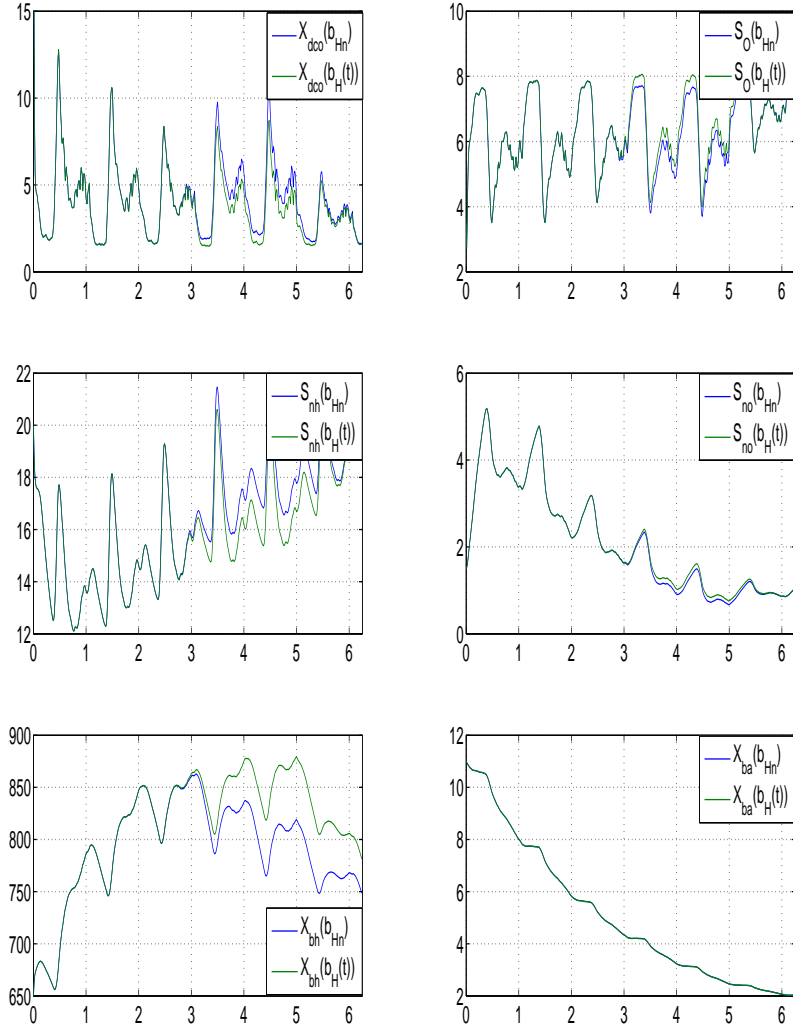 15
10
5
0
0 1 2 3 4 5 6
X_dco(b_Hn)
X_dco(b_H(t))
10
8
6
4
2
0 1 2 3 4 5 6
S_O(b_Hn)
S_O(b_H(t))
22
20
18
16
14
12
0 1 2 3 4 5 6
S_nh(b_Hn)
S_nh(b_H(t))
6
4
2
0
0 1 2 3 4 5 6
S_no(b_Hn)
S_no(b_H(t))
900
850
800
750
700
650
0 1 2 3 4 5 6
X_bh(b_Hn)
X_bh(b_H(t))
12
10
8
6
4
2
0 1 2 3 4 5 6
X_ba(b_Hn)
X_ba(b_H(t))